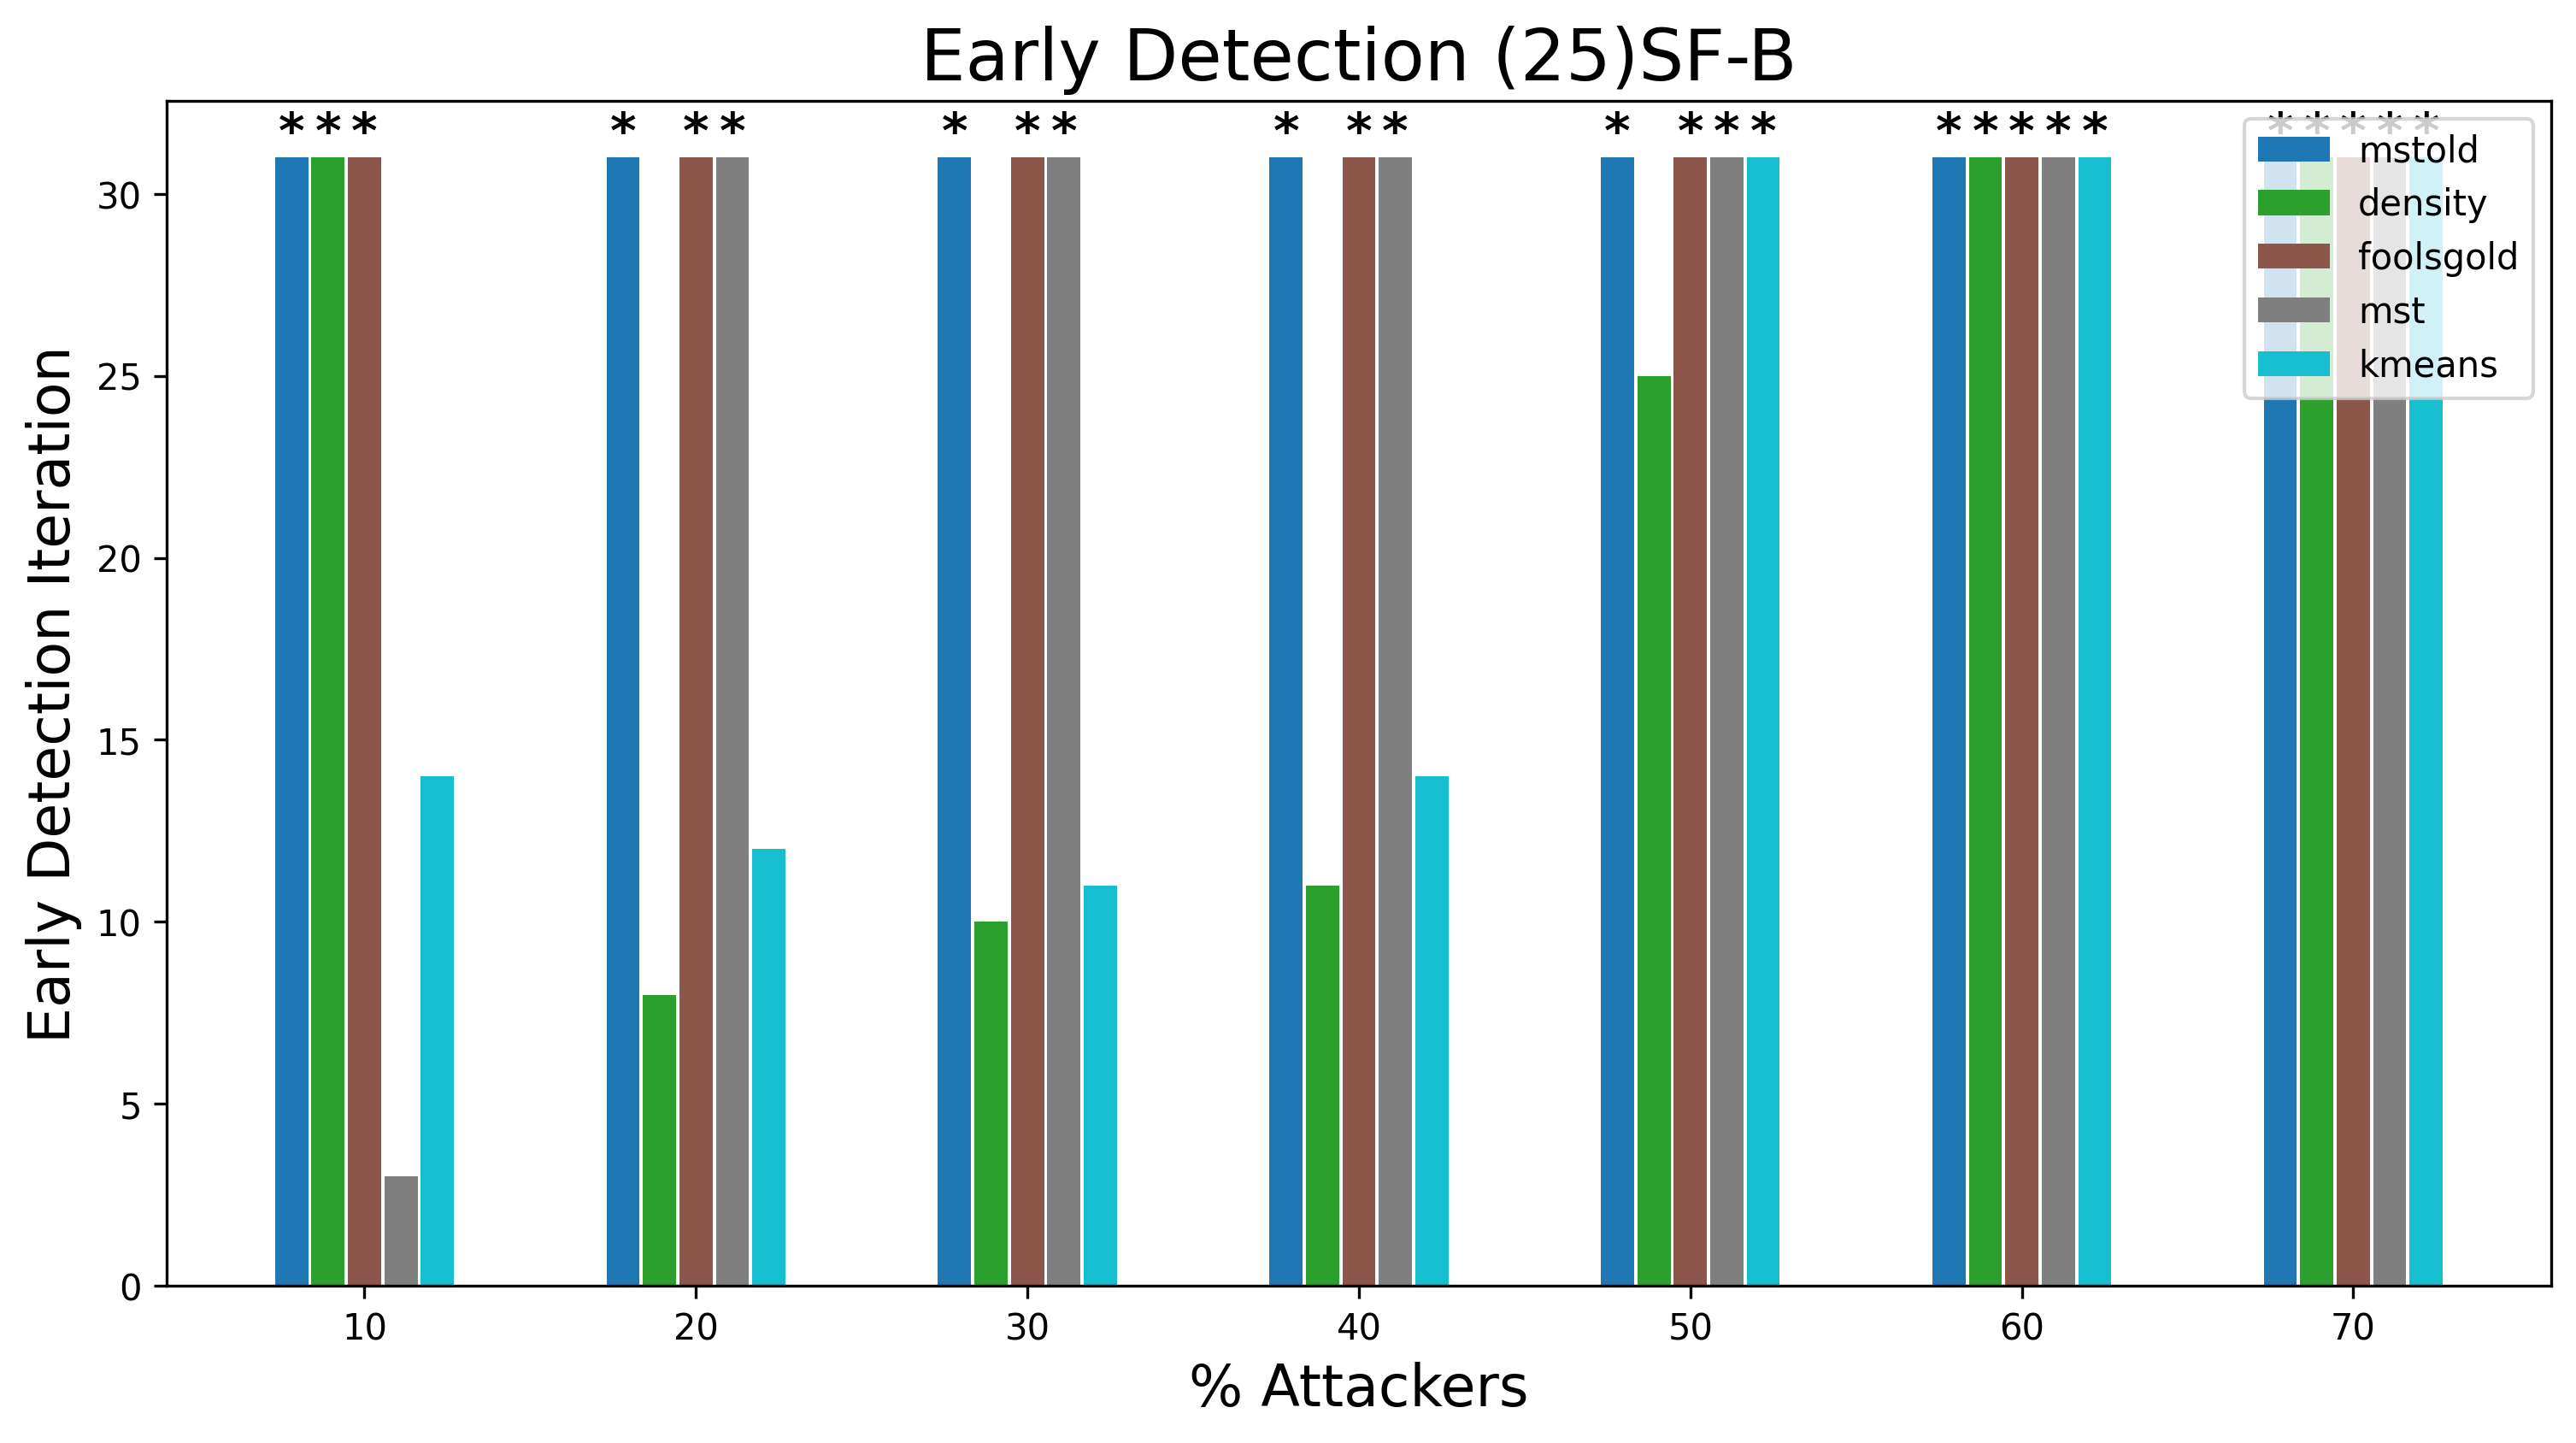 Early Detection (25)SF-B
* * * * * * * * * * * * * * * * * * * * * * * * * *
mstold
density
foolsgold
mst
kmeans
Early Detection Iteration
30
25
20
15
10
5
0
10 20 30 40 50 60 70
% Attackers